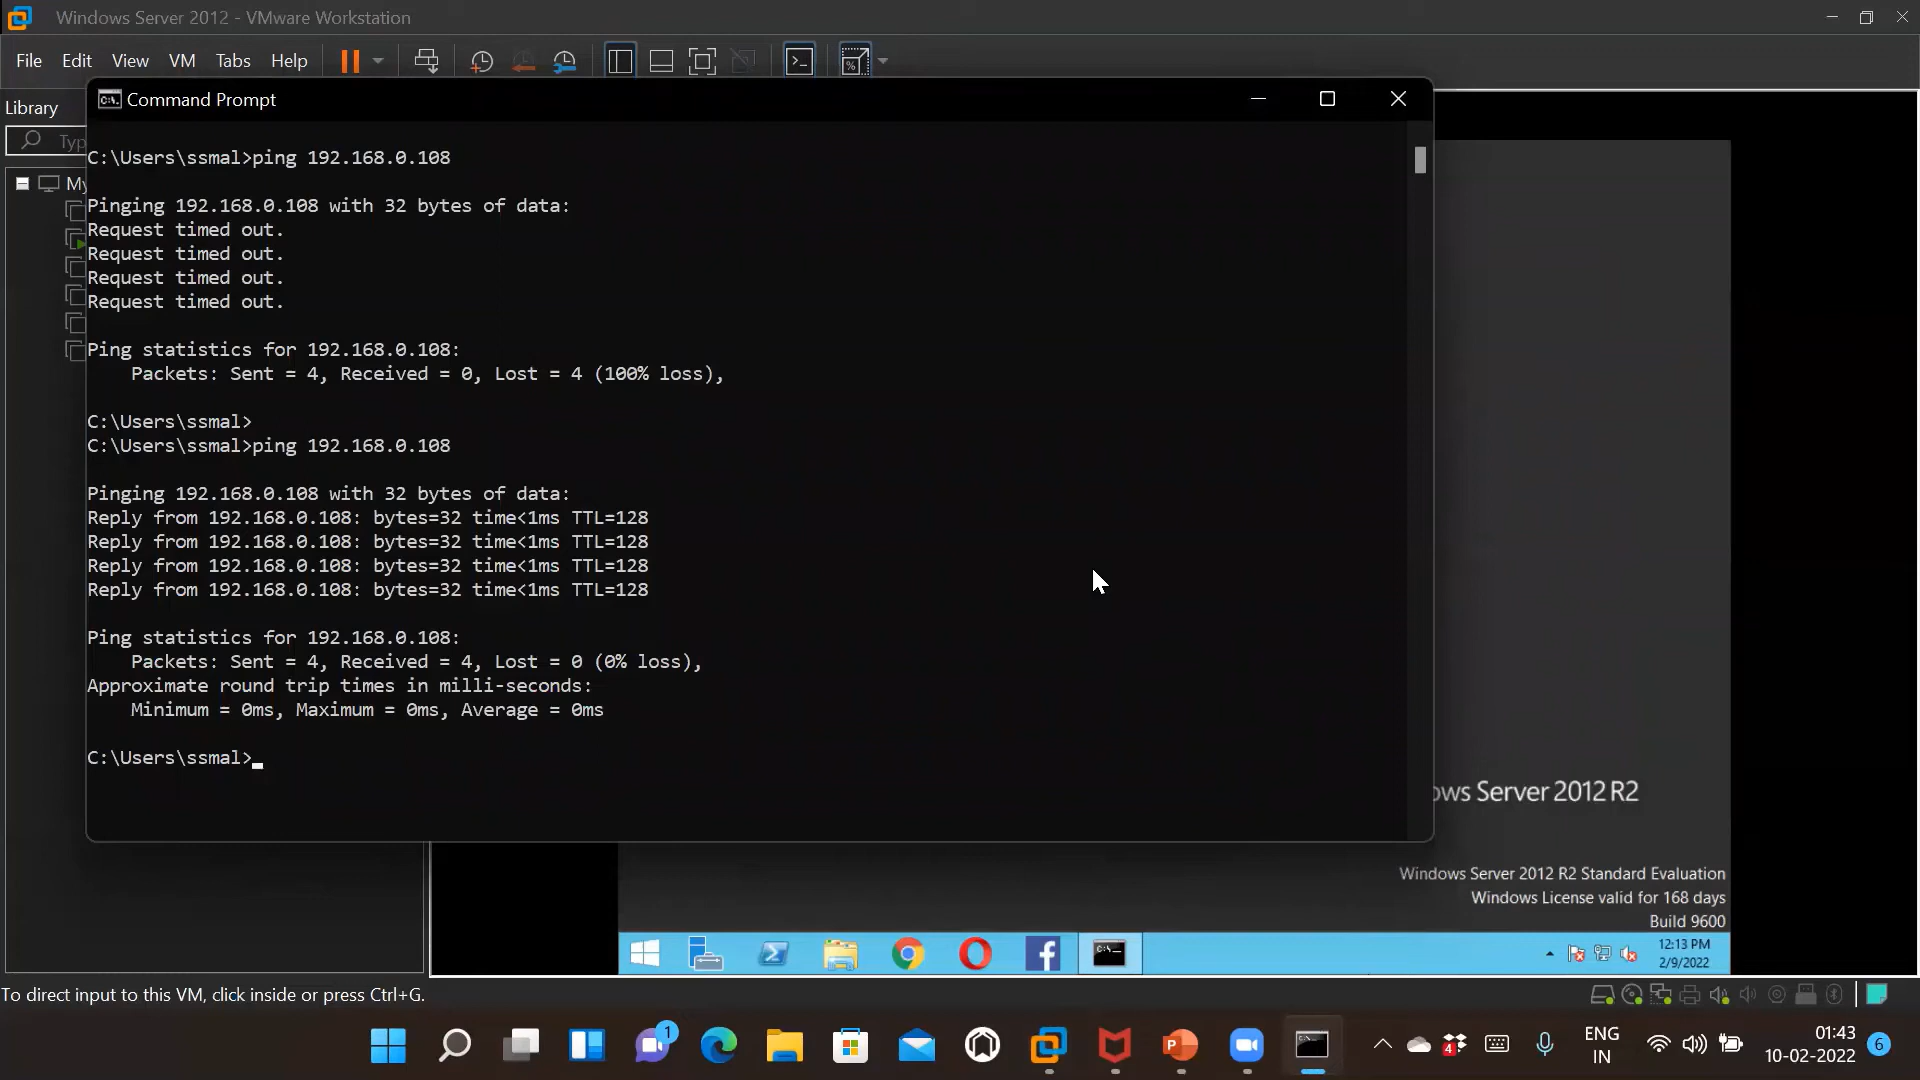 Windows Server 2012 - VMware Workstation
File Edit View VM Tabs Help
Library
Typ
My
Command Prompt
C:\Users\ssmal>ping 192.168.0.108
Pinging 192.168.0.108 with 32 bytes of data:
Request timed out.
Request timed out.
Request timed out.
Request timed out.
Ping statistics for 192.168.0.108:
Packets: Sent = 4, Received = 0, Lost = 4 (100% loss),
C:\Users\ssmal>
C:\Users\ssmal>ping 192.168.0.108
Pinging 192.168.0.108 with 32 bytes of data:
Reply from 192.168.0.108: bytes=32 time<1ms TTL=128
Reply from 192.168.0.108: bytes=32 time<1ms TTL=128
Reply from 192.168.0.108: bytes=32 time<1ms TTL=128
Reply from 192.168.0.108: bytes=32 time<1ms TTL=128
Ping statistics for 192.168.0.108:
Packets: Sent = 4, Received = 4, Lost = 0 (0% loss),
Approximate round trip times in milli-seconds:
Minimum = 0ms, Maximum = 0ms, Average = 0ms
C:\Users\ssmal>_
ows Server 2012 R2
Windows Server 2012 R2 Standard Evaluation
Windows License valid for 168 days
Build 9600
12:13 PM
2/9/2022
To direct input to this VM, click inside or press Ctrl+G.
1
4
ENG
IN
01:43
10-02-2022
6